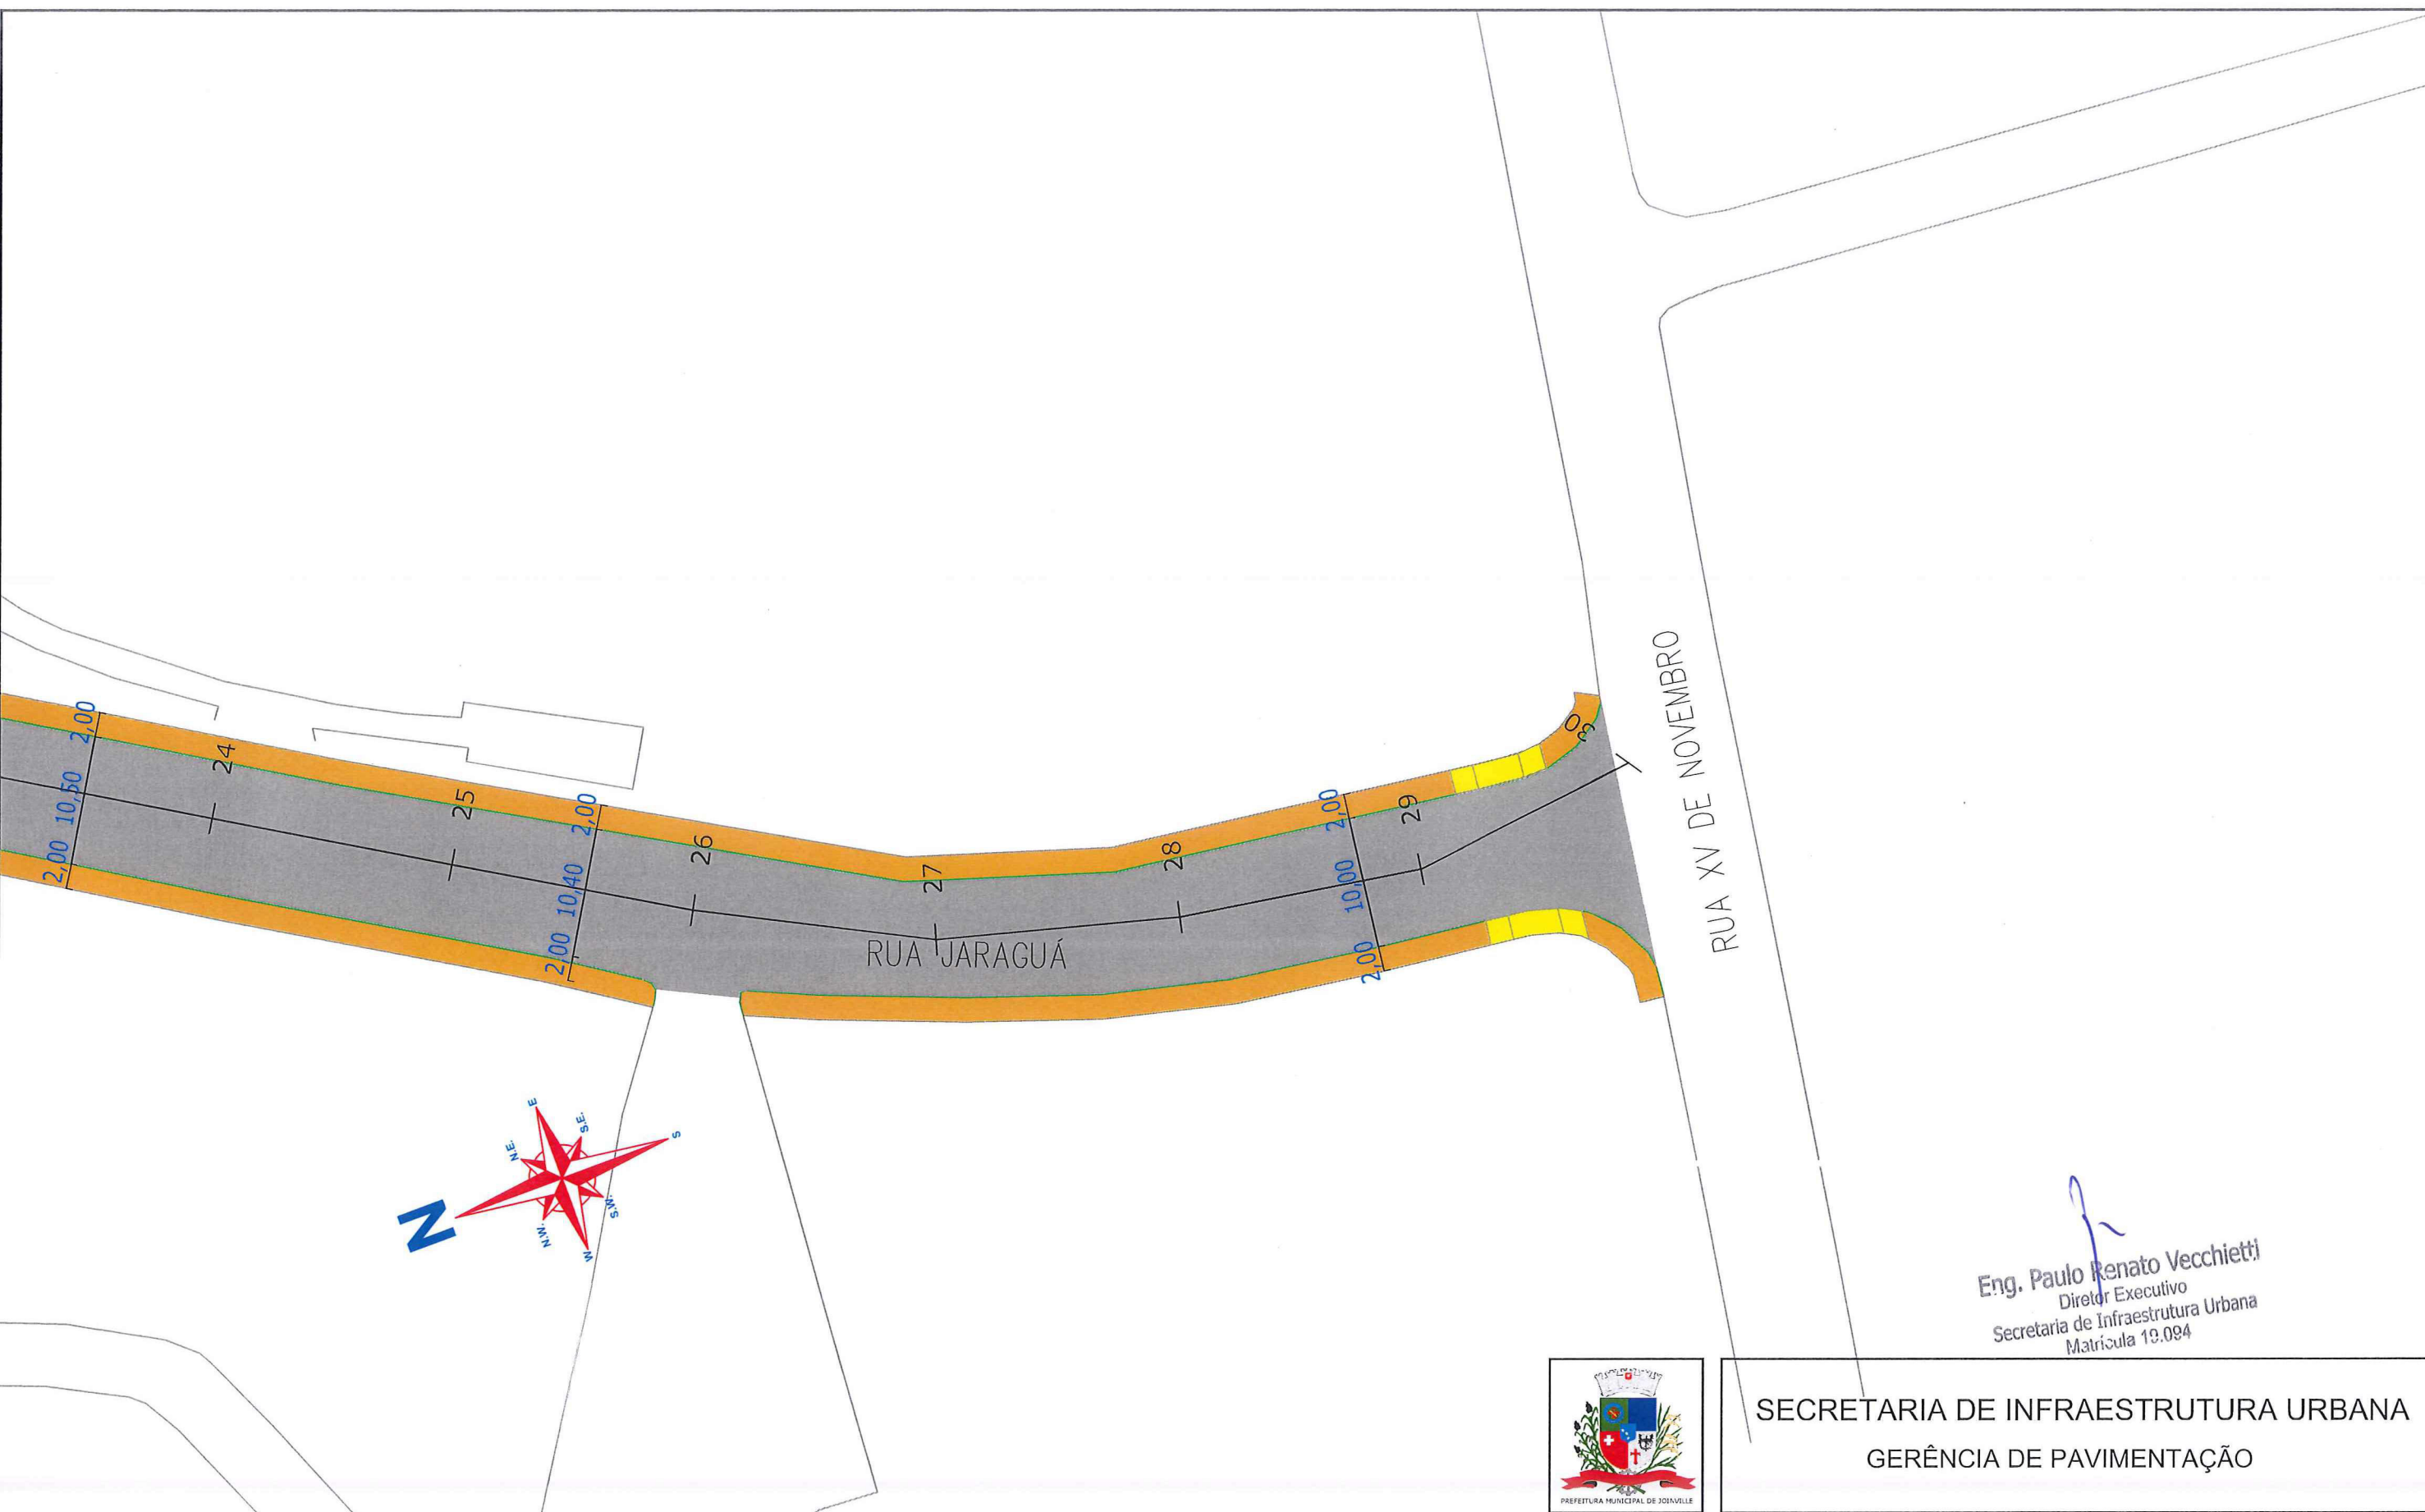 2,00
10,50
2,00
24
25
2,00
10,40
2,00
26
27
28
2,00
10,00
2,00
29
30
RUA JARAGUÁ
RUA XV DE NOVEMBRO
E
S.E.
S
S.W.
W
N.W.
N
N.E.
Eng. Paulo Renato Vecchietti
Diretor Executivo
Secretaria de Infraestrutura Urbana
Matrícula 19.094
PREFEITURA MUNICIPAL DE JOINVILLE
SECRETARIA DE INFRAESTRUTURA URBANA
GERÊNCIA DE PAVIMENTAÇÃO